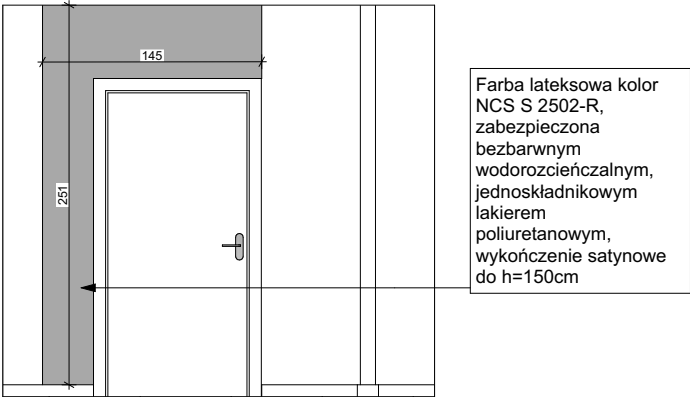 145
251
Farba lateksowa kolor
NCS S 2502-R,
zabezpieczona
bezbarwnym
wodorozcieńczalnym,
jednoskładnikowym
lakierem
poliuretanowym,
wykończenie satynowe
do h=150cm